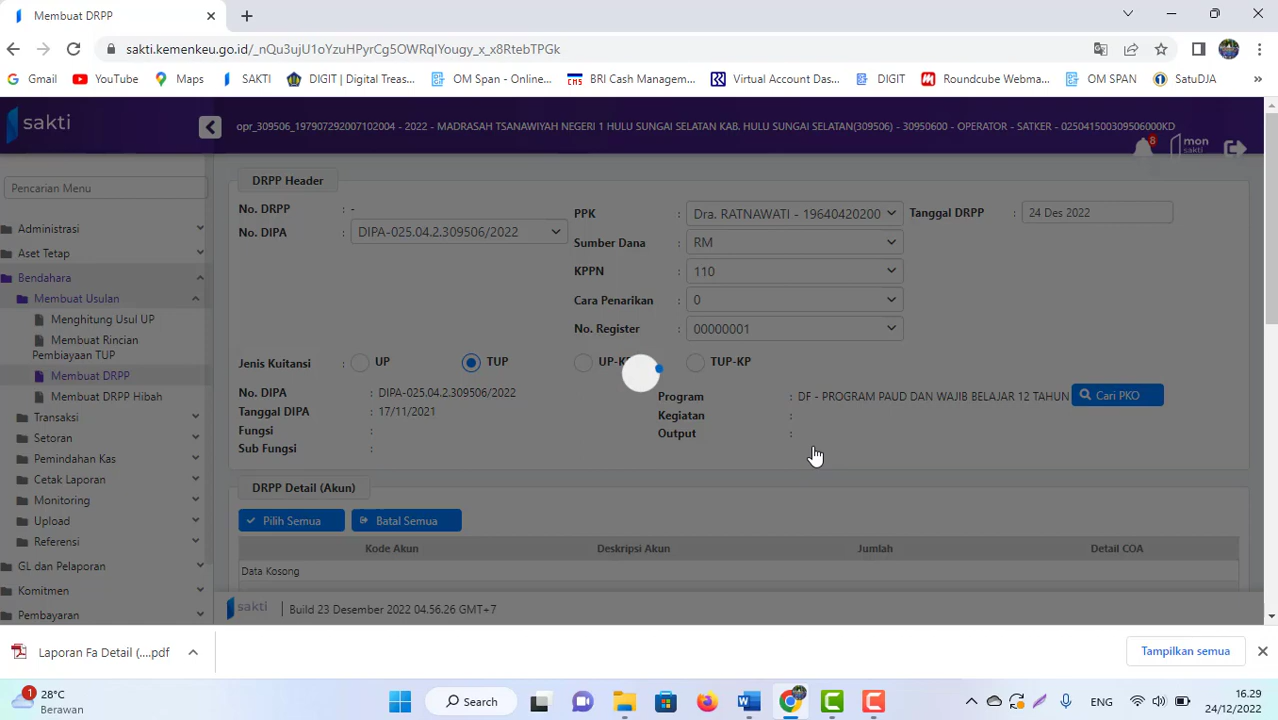 Membuat DRPP
sakti.kemenkeu.go.id/_nQu3ujU1oYzuHPyrCg5OWRqIYougy_x_x8RtebTPGk
Gmail YouTube Maps SAKTI DIGIT | Digital Treas... OM Span - Online... BRI Cash Managem... Virtual Account Das... DIGIT Roundcube Webma... OM SPAN SatuDJA »
sakti opr_309506_197907292007102004 - 2022 - MADRASAH TSANAWIYAH NEGERI 1 HULU SUNGAI SELATAN KAB. HULU SUNGAI SELATAN(309506) - 30950600 - OPERATOR - SATKER - 025041500309506000KD
8 mon sakti
Pencarian Menu
Administrasi
Aset Tetap
Bendahara
Membuat Usulan
Menghitung Usul UP
Membuat Rincian
Pembiayaan TUP
Membuat DRPP
Membuat DRPP Hibah
Transaksi
Setoran
Pemindahan Kas
Cetak Laporan
Monitoring
Upload
Referensi
GL dan Pelaporan
Komitmen
Pembayaran
DRPP Header
No. DRPP : - PPK : Dra. RATNAWATI - 19640420200 Tanggal DRPP : 24 Des 2022
No. DIPA : DIPA-025.04.2.309506/2022 Sumber Dana : RM
KPPN : 110
Cara Penarikan : 0
No. Register : 00000001
Jenis Kuitansi : UP TUP TUP-KP
No. DIPA : DIPA-025.04.2.309506/2022 Program : DF - PROGRAM PAUD DAN WAJIB BELAJAR 12 TAHUN Cari PKO
Tanggal DIPA : 17/11/2021 Kegiatan :
Fungsi : Output :
Sub Fungsi :
DRPP Detail (Akun)
Pilih Semua Batal Semua
Kode Akun Deskripsi Akun Jumlah Detail COA
Data Kosong
sakti | Build 23 Desember 2022 04.56.26 GMT+7
Laporan Fa Detail (....pdf Tampilkan semua
1 28°C
Berawan
Search
ENG 16.29
24/12/2022